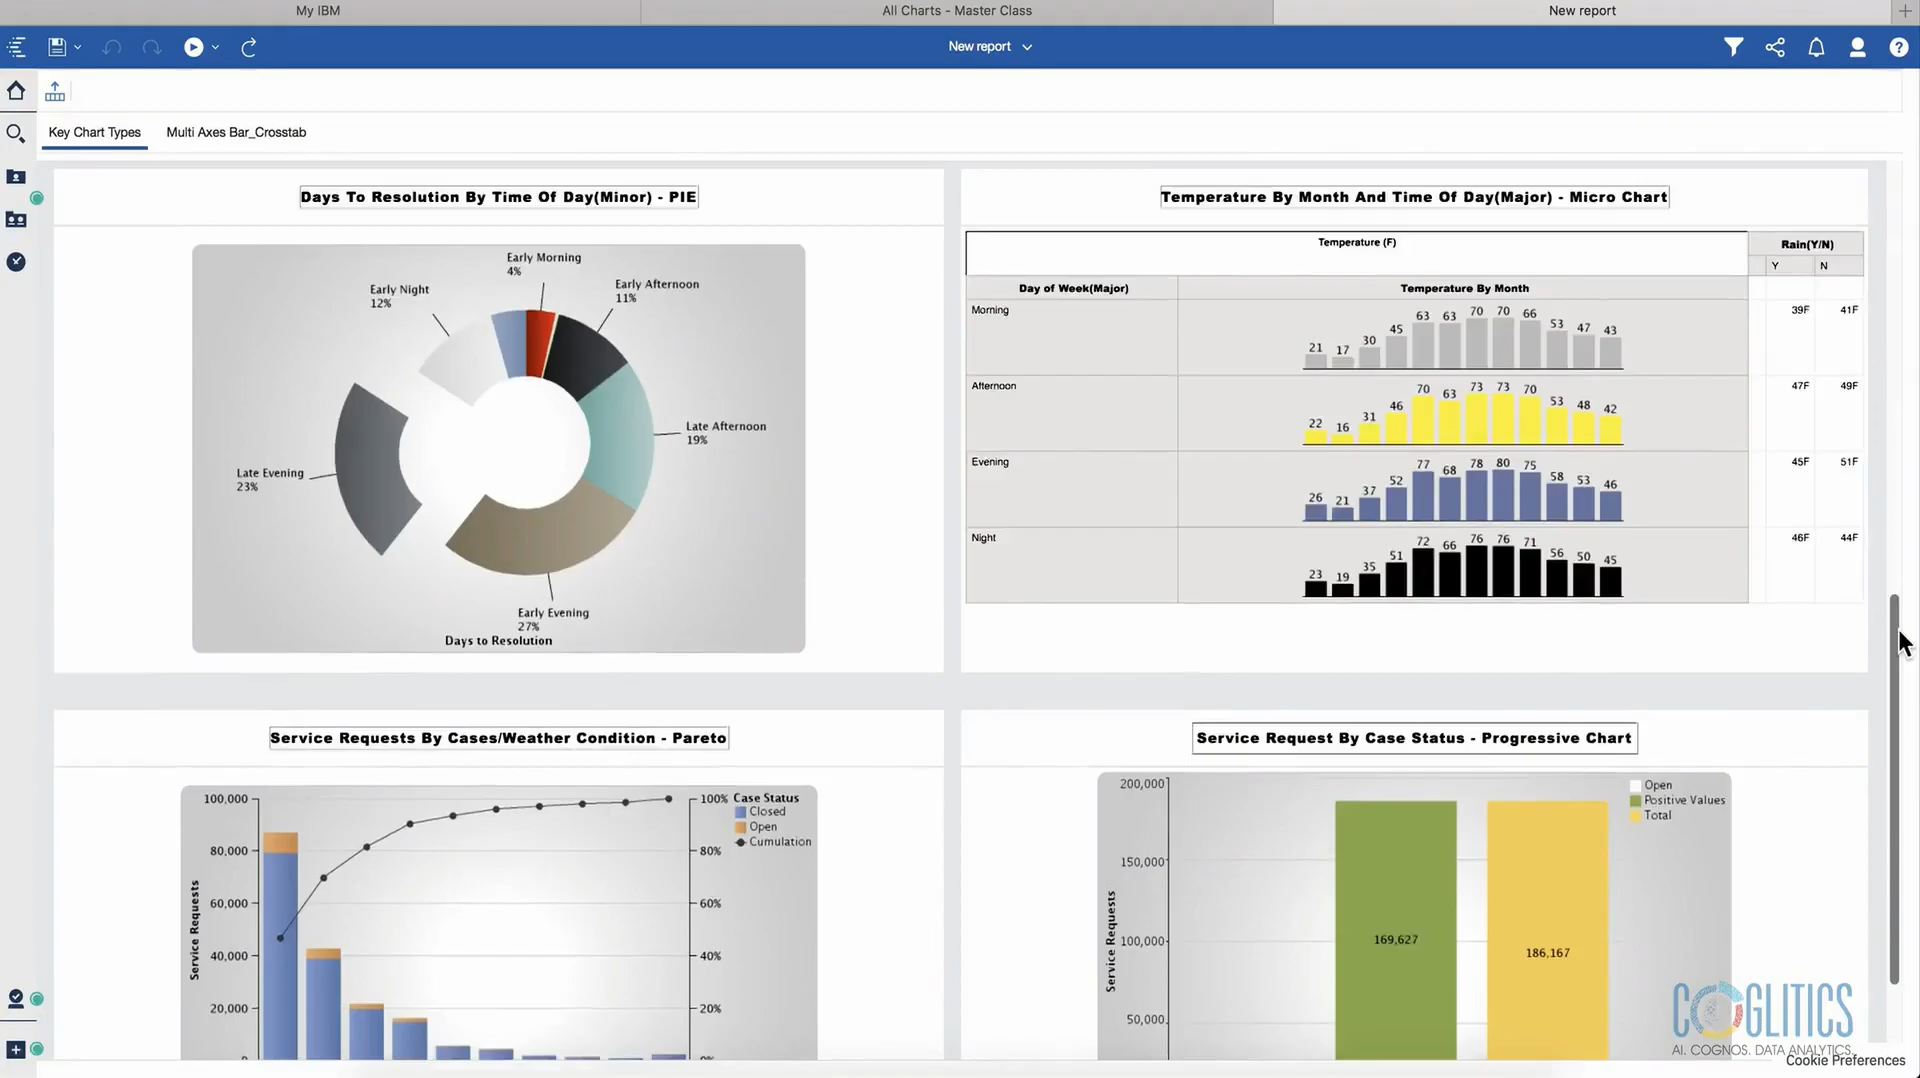 My IBM
All Charts - Master Class
New report
New report
Key Chart Types
Multi Axes Bar_Crosstab
Days To Resolution By Time Of Day(Minor) - PIE
Early Morning
4%
Early Afternoon
11%
Early Night
12%
Late Afternoon
19%
Late Evening
23%
Early Evening
27%
Days to Resolution
Temperature By Month And Time Of Day(Major) - Micro Chart
Temperature (F)
Rain(Y/N)
Y N
Day of Week(Major)
Temperature By Month
Morning
21 17 30 45 63 63 70 70 66 53 47 43
39F 41F
Afternoon
22 16 31 46 70 63 73 73 70 53 48 42
47F 49F
Evening
26 21 37 52 77 68 78 80 75 58 53 46
45F 51F
Night
23 19 35 51 72 66 76 76 71 56 50 45
46F 44F
Service Requests By Cases/Weather Condition - Pareto
Service Requests
100,000
80,000
60,000
40,000
20,000
100%
80%
60%
40%
20%
0%
Case Status
Closed
Open
Cumulation
Service Request By Case Status - Progressive Chart
Service Requests
200,000
150,000
100,000
50,000
169,627
186,167
Open
Positive Values
Total
COGLITICS
AI. COGNOS. DATA ANALYTICS.
Cookie Preferences